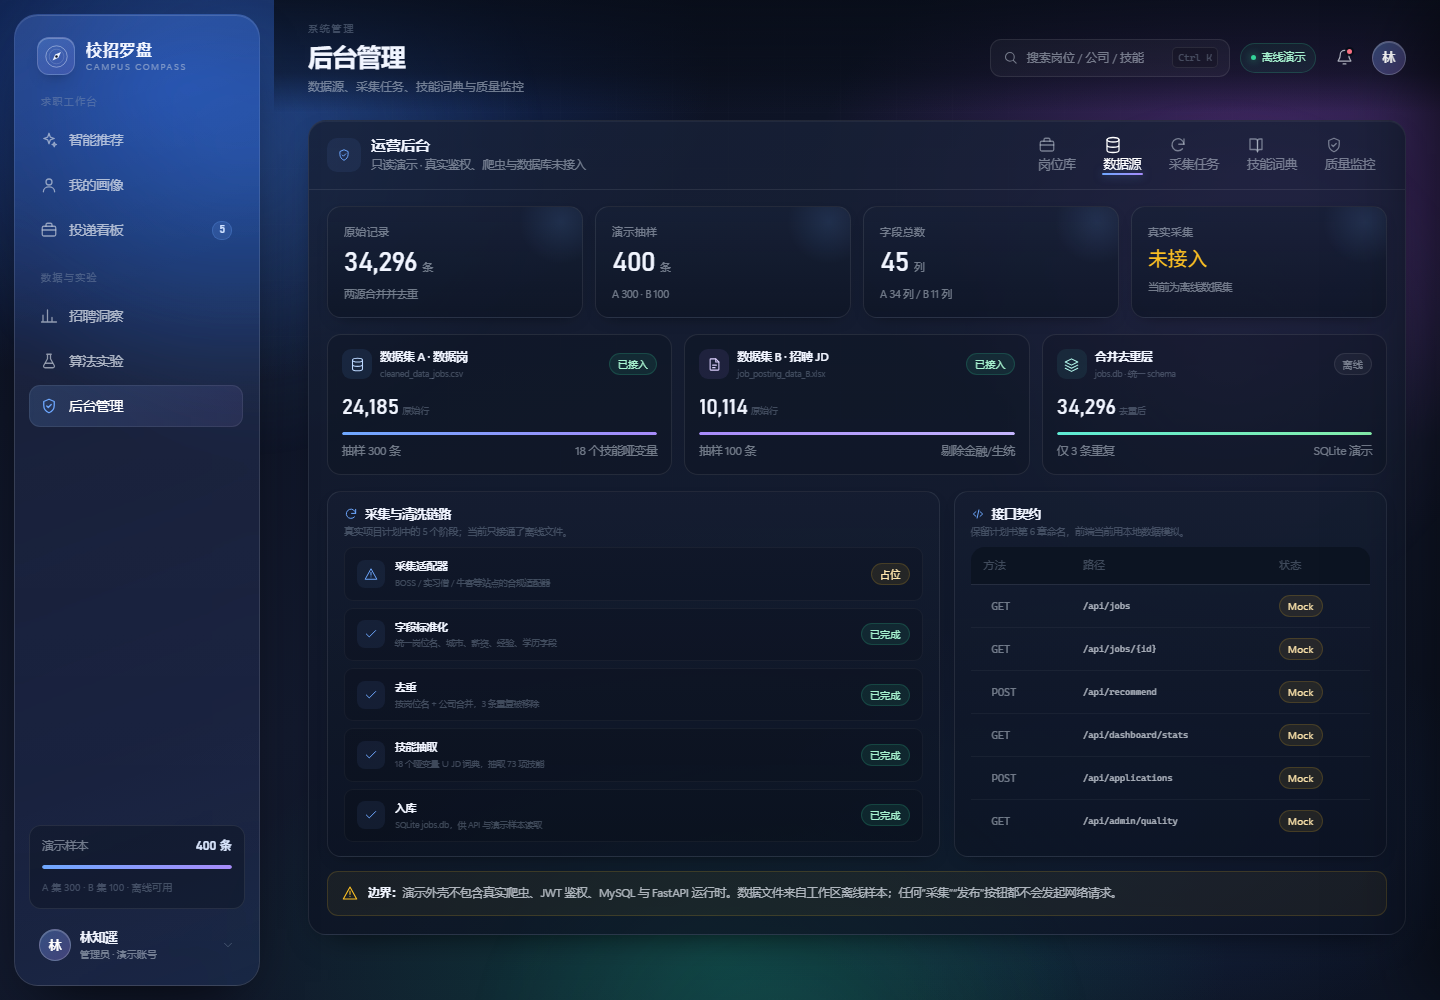 校招罗盘
CAMPUS COMPASS
求职工作台
智能推荐
我的画像
投递看板
5
数据与实验
招聘洞察
算法实验
后台管理
演示样本
400 条
A 集 300 · B 集 100 · 离线可用
林
林知遥
管理员 · 演示账号
系统管理
后台管理
数据源、采集任务、技能词典与质量监控
搜索岗位 / 公司 / 技能
Ctrl K
离线演示
林
运营后台
只读演示 · 真实鉴权、爬虫与数据库未接入
岗位库
数据源
采集任务
技能词典
质量监控
原始记录
34,296 条
两源合并并去重
演示抽样
400 条
A 300 · B 100
字段总数
45 列
A 34 列 / B 11 列
真实采集
未接入
当前为离线数据集
数据集 A · 数据岗
cleaned_data_jobs.csv
已接入
24,185 原始行
抽样 300 条
18 个技能哑变量
数据集 B · 招聘 JD
job_posting_data_B.xlsx
已接入
10,114 原始行
抽样 100 条
剔除金融/生统
合并去重层
jobs.db · 统一 schema
离线
34,296 去重后
仅 3 条重复
SQLite 演示
采集与清洗链路
真实项目计划中的 5 个阶段；当前只接通了离线文件。
采集适配器
BOSS / 实习僧 / 牛客等站点的合规适配器
占位
字段标准化
统一岗位名、城市、薪资、经验、学历字段
已完成
去重
按岗位名 + 公司合并，3 条重复被移除
已完成
技能抽取
18 个哑变量 ∪ JD 词典，抽取 73 项技能
已完成
入库
SQLite jobs.db，供 API 与演示样本读取
已完成
接口契约
保留计划书第 6 章命名，前端当前用本地数据模拟。
方法 路径 状态
GET /api/jobs Mock
GET /api/jobs/{id} Mock
POST /api/recommend Mock
GET /api/dashboard/stats Mock
POST /api/applications Mock
GET /api/admin/quality Mock
边界：演示外壳不包含真实爬虫、JWT 鉴权、MySQL 与 FastAPI 运行时。数据文件来自工作区离线样本；任何“采集”“发布”按钮都不会发起网络请求。